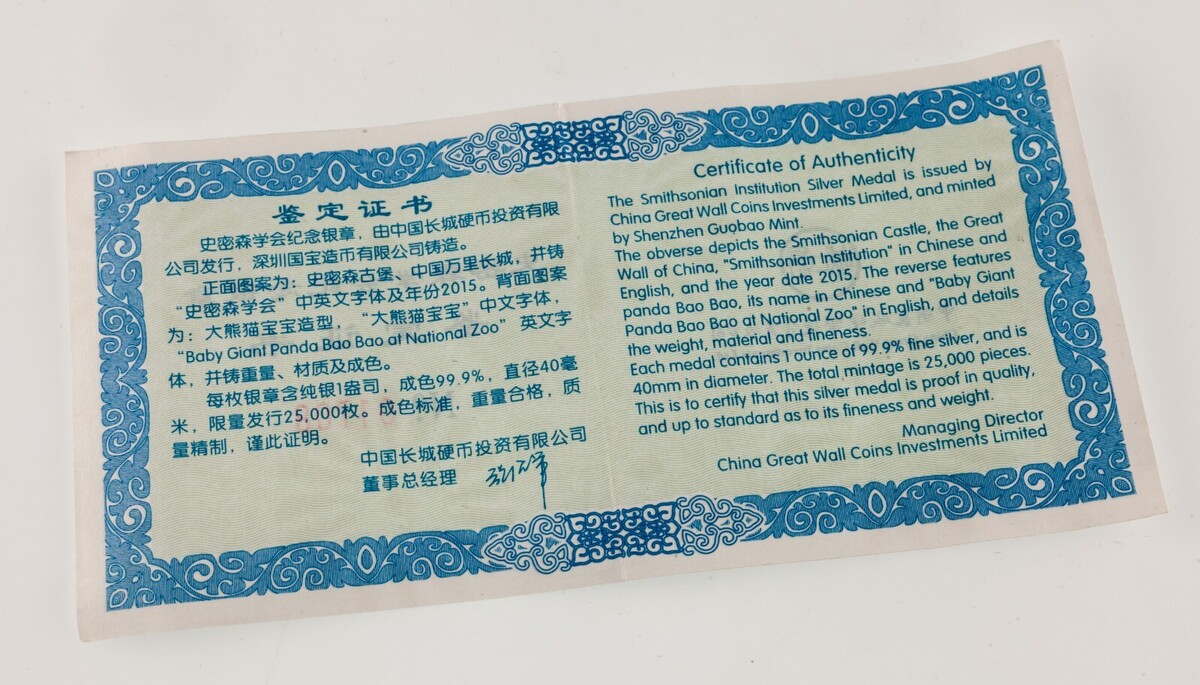 鉴定证书
史密森学会纪念银章，由中国长城硬币投资有限
公司发行，深圳国宝造币有限公司铸造。
正面图案为：史密森古堡、中国万里长城，并铸
“史密森学会”中英文字体及年份2015。背面图案
为：大熊猫宝宝造型、“大熊猫宝宝”中文字体，
“Baby Giant Panda Bao Bao at National Zoo”英文字
体，并铸重量、材质及成色。
每枚银章含纯银1盎司，成色99.9%，直径40毫
米，限量发行25,000枚。成色标准，重量合格，质
量精制，谨此证明。
中国长城硬币投资有限公司
董事总经理
Certificate of Authenticity
The Smithsonian Institution Silver Medal is issued by
China Great Wall Coins Investments Limited, and minted
by Shenzhen Guobao Mint.
The obverse depicts the Smithsonian Castle, the Great
Wall of China, "Smithsonian Institution" in Chinese and
English, and the year date 2015. The reverse features
panda Bao Bao, its name in Chinese and "Baby Giant
Panda Bao Bao at National Zoo" in English, and details
the weight, material and fineness.
Each medal contains 1 ounce of 99.9% fine silver, and is
40mm in diameter. The total mintage is 25,000 pieces.
This is to certify that this silver medal is proof in quality,
and up to standard as to its fineness and weight.
Managing Director
China Great Wall Coins Investments Limited